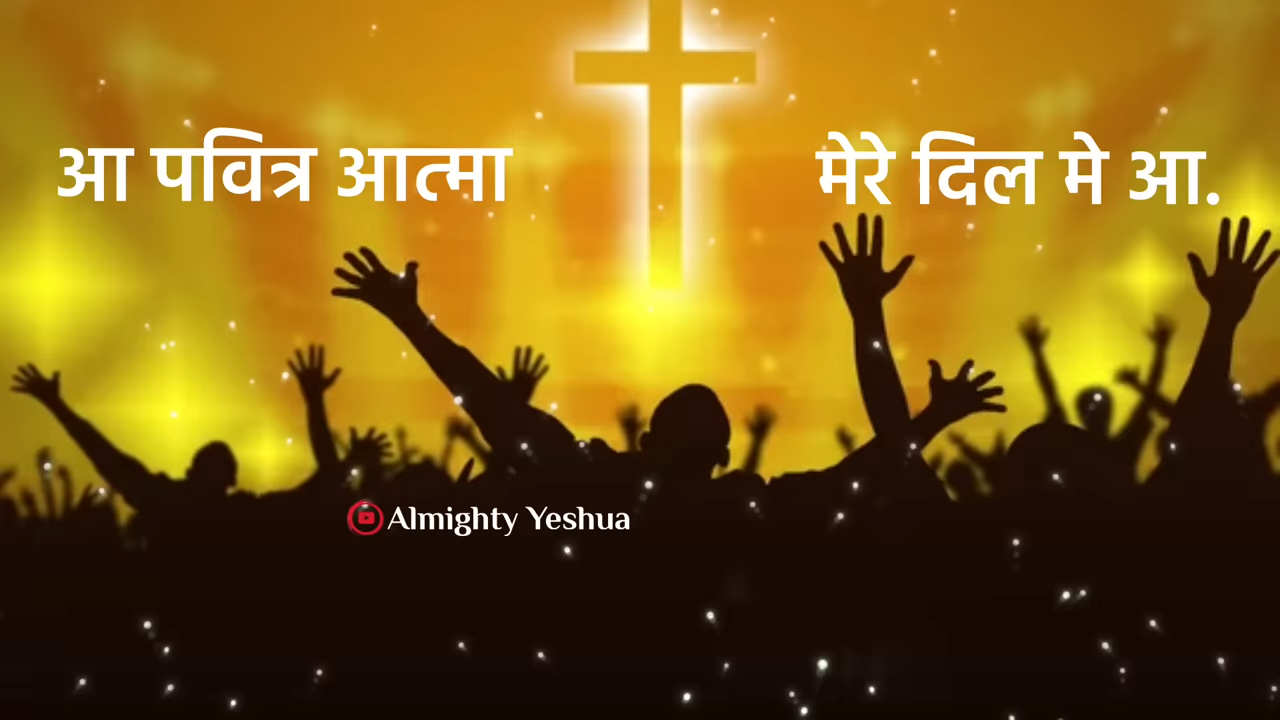 आ पवित्र आत्मा
मेरे दिल मे आ.
Almighty Yeshua